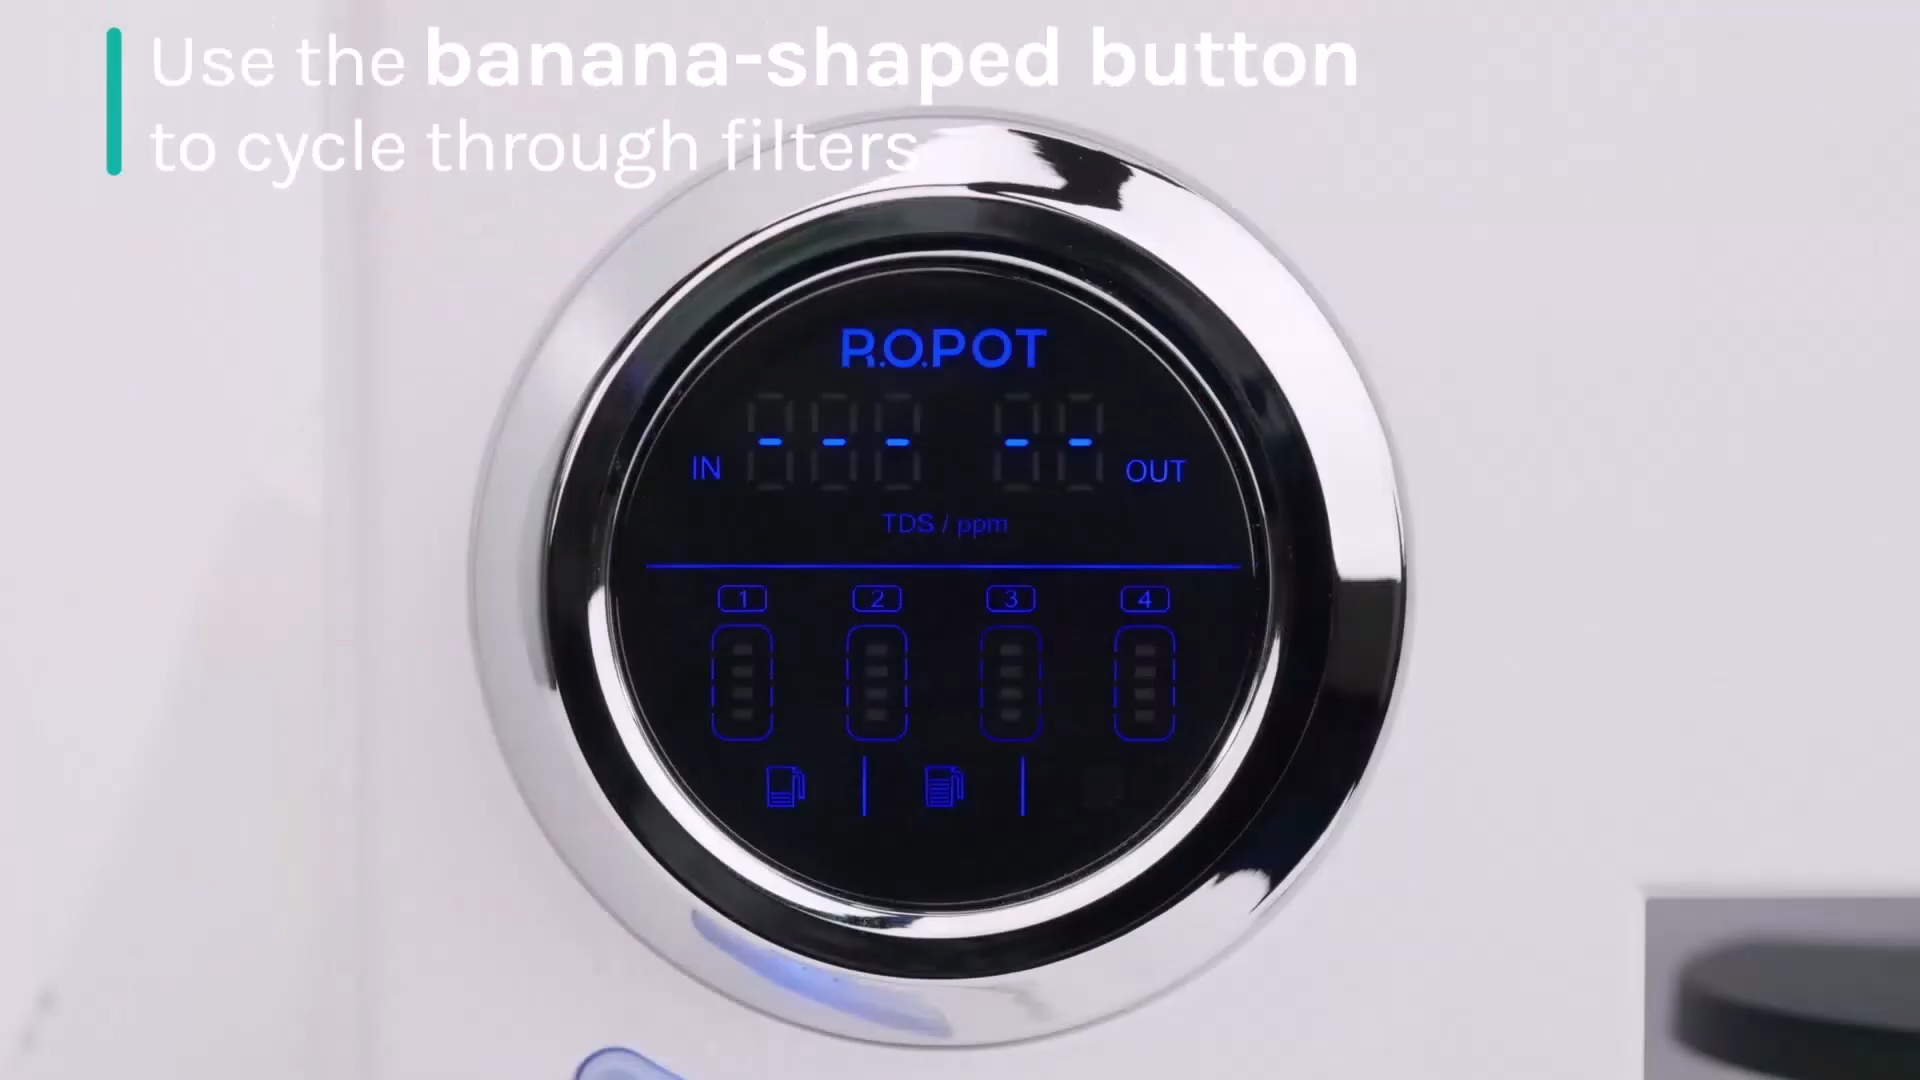 Use the banana-shaped button
to cycle through filters
R.O.POT
IN --- -- OUT
TDS / ppm
1 2 3 4